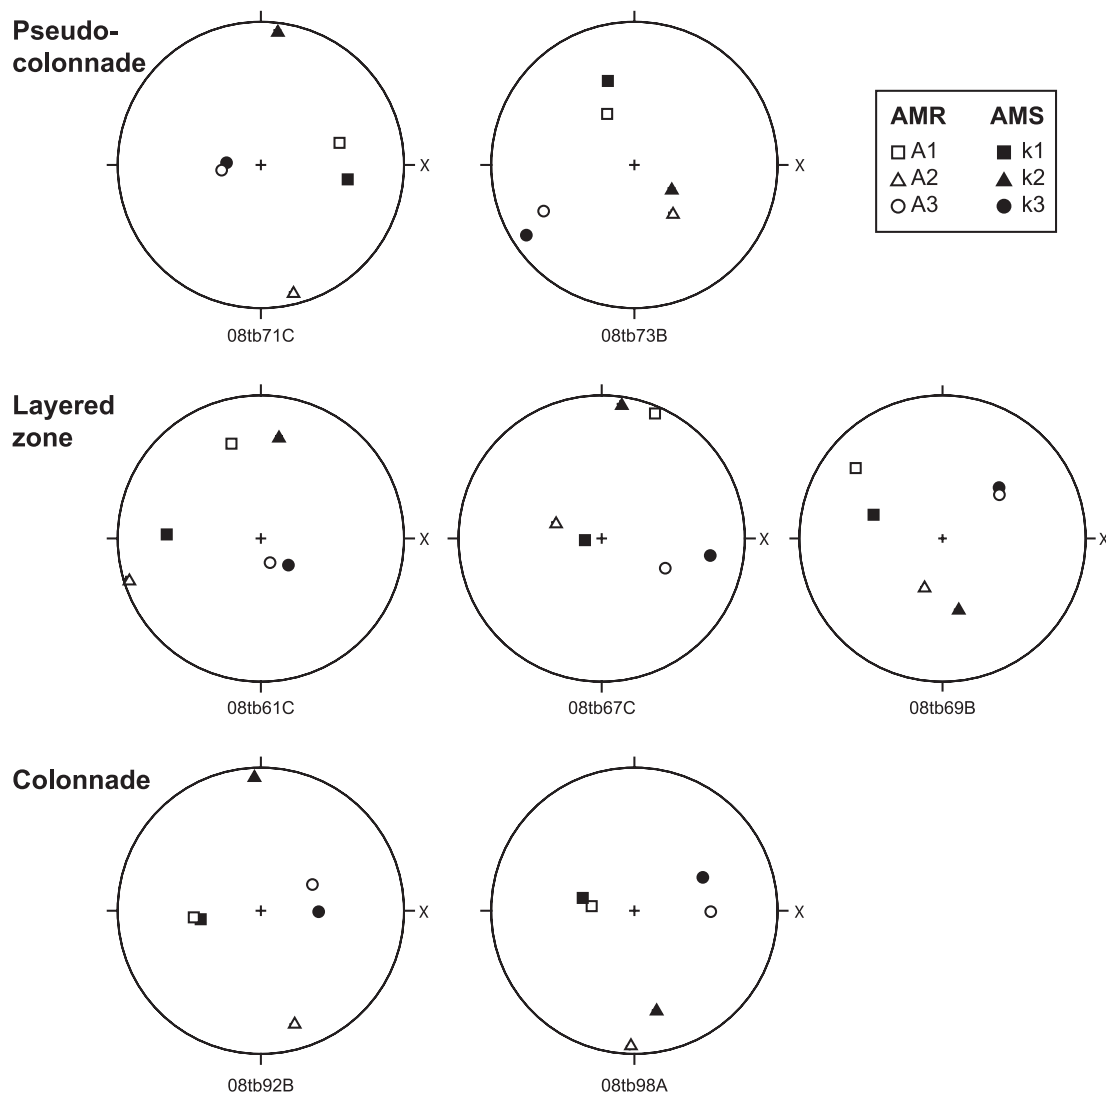 Pseudo-
colonnade
X
08tb71C
X
08tb73B
AMR AMS
A1 k1
A2 k2
A3 k3
Layered
zone
X
08tb61C
X
08tb67C
X
08tb69B
Colonnade
X
08tb92B
X
08tb98A